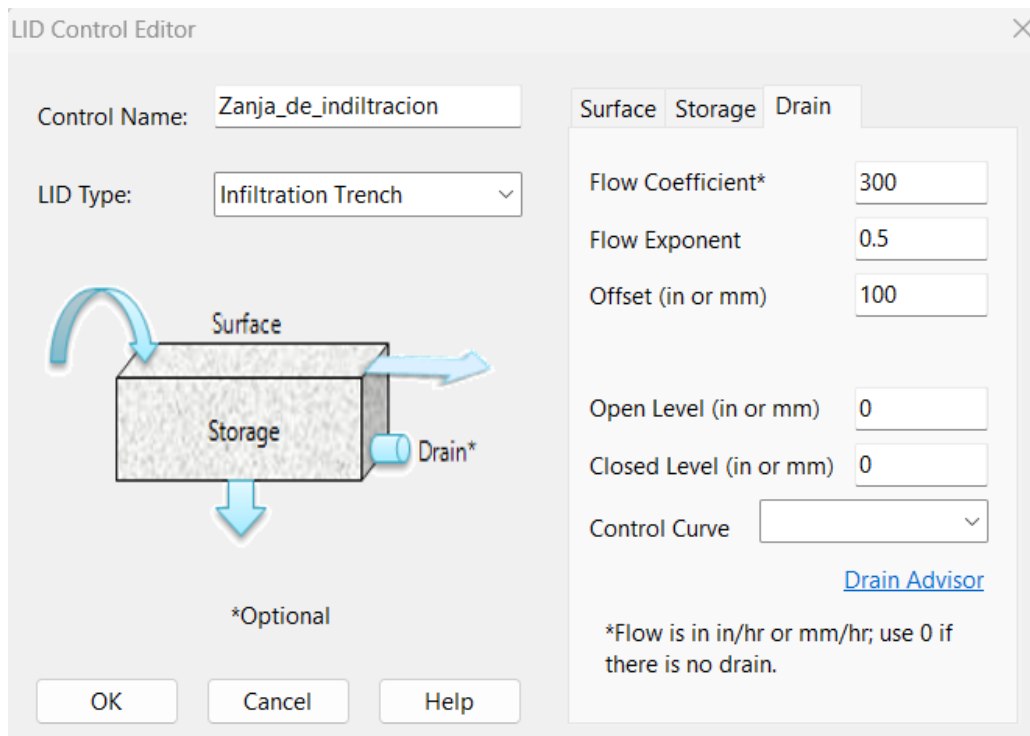 LID Control Editor
Control Name: Zanja_de_indiltracion
LID Type: Infiltration Trench
Surface
Storage
Drain*
*Optional
OK Cancel Help
Surface Storage Drain
Flow Coefficient* 300
Flow Exponent 0.5
Offset (in or mm) 100
Open Level (in or mm) 0
Closed Level (in or mm) 0
Control Curve
Drain Advisor
*Flow is in in/hr or mm/hr; use 0 if
there is no drain.